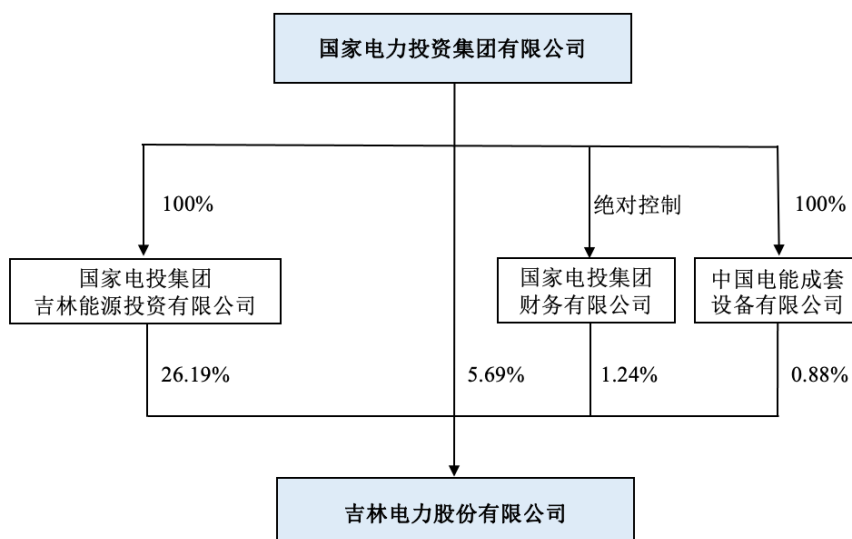 国家电力投资集团有限公司
100%
绝对控制
100%
国家电投集团
吉林能源投资有限公司
国家电投集团
财务有限公司
中国电能成套
设备有限公司
26.19%
5.69%
1.24%
0.88%
吉林电力股份有限公司